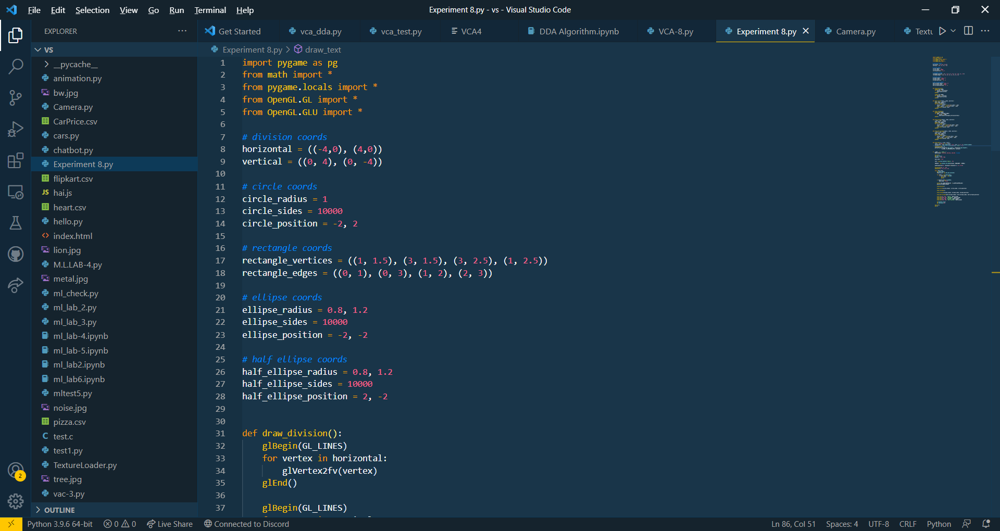 File Edit Selection View Go Run Terminal Help
Experiment 8.py - vs - Visual Studio Code
EXPLORER
Get Started
vca_dda.py
vca_test.py
VCA4
DDA Algorithm.ipynb
VCA-8.py
Experiment 8.py
Camera.py
VS
__pycache__
animation.py
bw.jpg
Camera.py
CarPrice.csv
cars.py
chatbot.py
Experiment 8.py
flipkart.csv
JS hai.js
heart.csv
hello.py
<> index.html
lion.jpg
M.L.LAB-4.py
metal.jpg
ml_check.py
ml_lab_2.py
ml_lab_3.py
ml_lab-4.ipynb
ml_lab-5.ipynb
ml_lab2.ipynb
ml_lab6.ipynb
mltest5.py
noise.jpg
pizza.csv
C test.c
test1.py
TextureLoader.py
tree.jpg
vac-3.py
OUTLINE
2
Experiment 8.py > draw_text
1 import pygame as pg
2 from math import *
3 from pygame.locals import *
4 from OpenGL.GL import *
5 from OpenGL.GLU import *
6
7 # division coords
8 horizontal = ((-4,0), (4,0))
9 vertical = ((0, 4), (0, -4))
10
11 # circle coords
12 circle_radius = 1
13 circle_sides = 10000
14 circle_position = -2, 2
15
16 # rectangle coords
17 rectangle_vertices = ((1, 1.5), (3, 1.5), (3, 2.5), (1, 2.5))
18 rectangle_edges = ((0, 1), (0, 3), (1, 2), (2, 3))
19
20 # ellipse coords
21 ellipse_radius = 0.8, 1.2
22 ellipse_sides = 10000
23 ellipse_position = -2, -2
24
25 # half ellipse coords
26 half_ellipse_radius = 0.8, 1.2
27 half_ellipse_sides = 10000
28 half_ellipse_position = 2, -2
29
30
31 def draw_division():
32 glBegin(GL_LINES)
33 for vertex in horizontal:
34 glVertex2fv(vertex)
35 glEnd()
36
37 glBegin(GL_LINES)
Python 3.9.6 64-bit
0 0
Live Share
Connected to Discord
Ln 86, Col 51
Spaces: 4
UTF-8
CRLF
Python